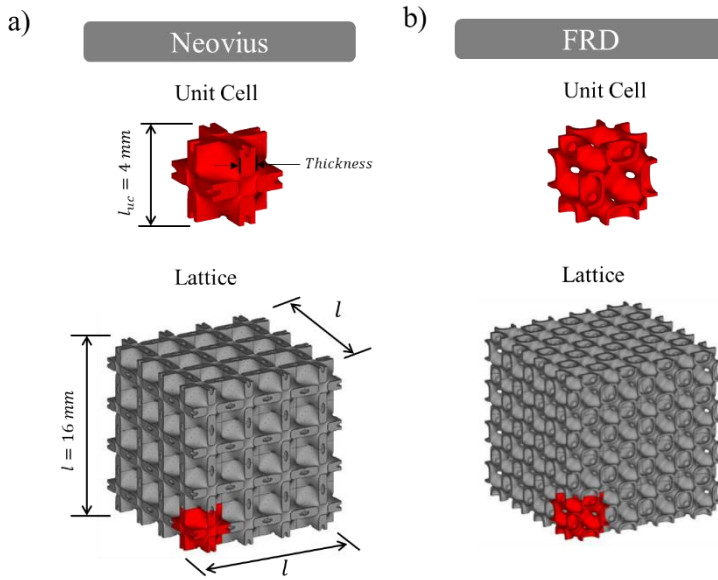 a)
Neovius
Unit Cell
l_uc = 4 mm
Thickness
Lattice
l
l = 16 mm
l
b)
FRD
Unit Cell
Lattice